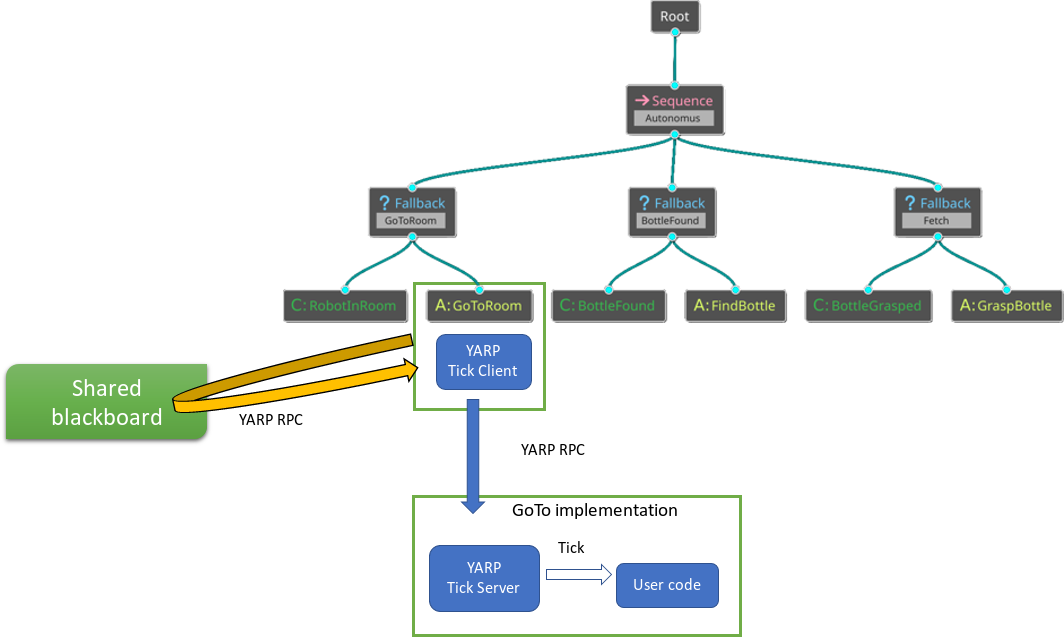 Root
→ Sequence
Autonomus
? Fallback
GoToRoom
? Fallback
BottleFound
? Fallback
Fetch
C: RobotInRoom
A: GoToRoom
C: BottleFound
A: FindBottle
C: BottleGrasped
A: GraspBottle
YARP
Tick Client
Shared
blackboard
YARP RPC
YARP RPC
GoTo implementation
Tick
YARP
Tick Server
User code